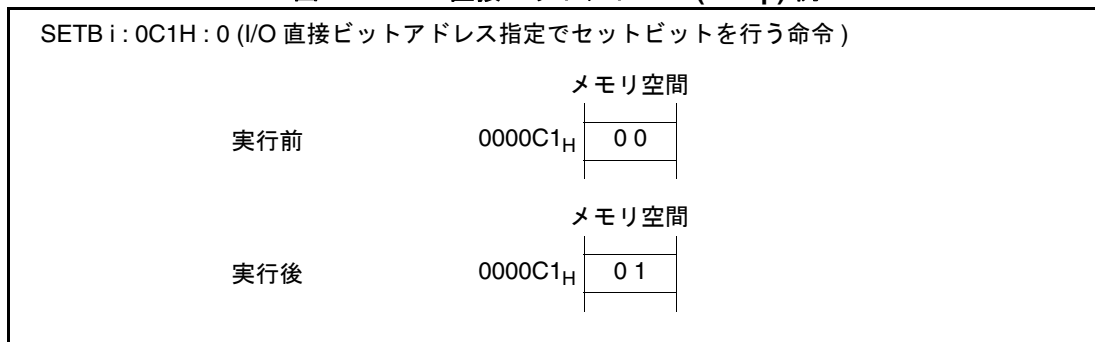 SETB i : 0C1H : 0 (I/O 直接ビットアドレス指定でセットビットを行う命令 )
メモリ空間
実行前 0000C1H 0 0
メモリ空間
実行後 0000C1H 0 1